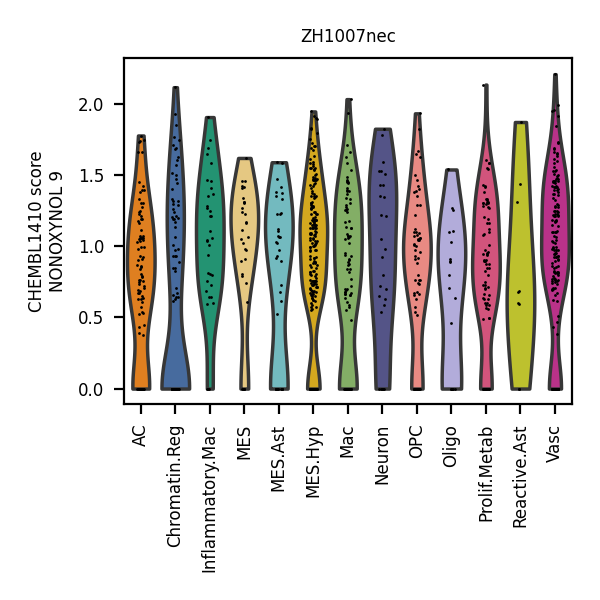 ZH1007nec
CHEMBL1410 score
NONOXYNOL 9
2.0
1.5
1.0
0.5
0.0
AC
Chromatin.Reg
Inflammatory.Mac
MES
MES.Ast
MES.Hyp
Mac
Neuron
OPC
Oligo
Prolif.Metab
Reactive.Ast
Vasc